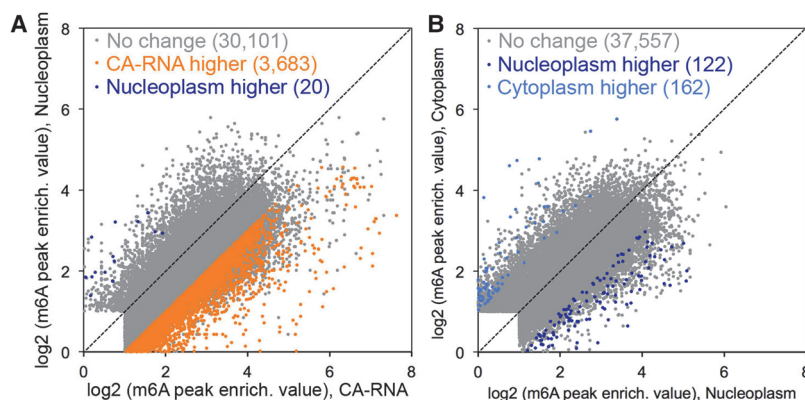 A
No change (30,101)
CA-RNA higher (3,683)
Nucleoplasm higher (20)
log2 (m6A peak enrich. value), Nucleoplasm
8
6
4
2
0
0 2 4 6 8
log2 (m6A peak enrich. value), CA-RNA
B
No change (37,557)
Nucleoplasm higher (122)
Cytoplasm higher (162)
log2 (m6A peak enrich. value), Cytoplasm
8
6
4
2
0
0 2 4 6 8
log2 (m6A peak enrich. value), Nucleoplasm